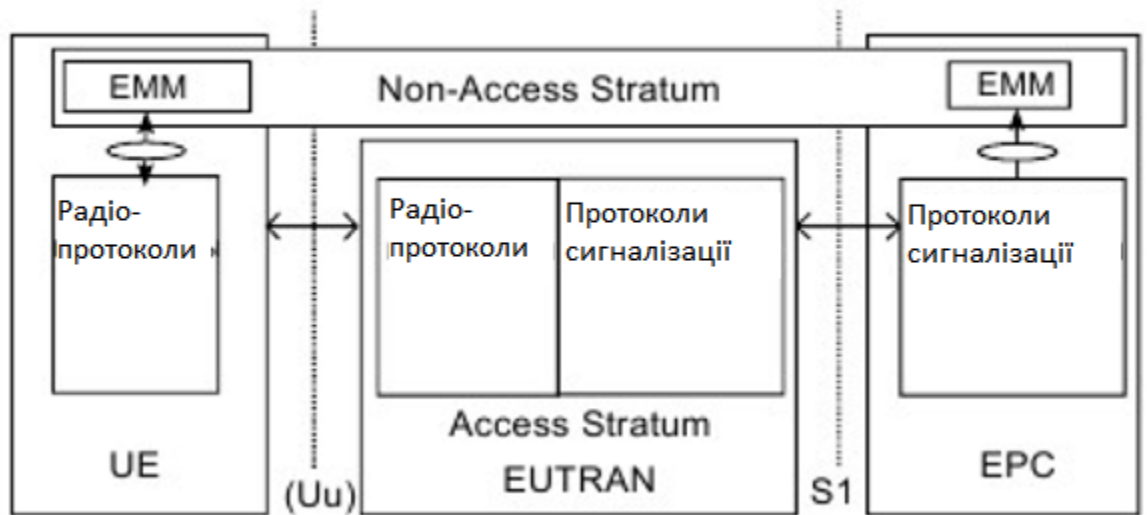 EMM
Non-Access Stratum
EMM
Радіо-
протоколи
Радіо-
протоколи
Протоколи
сигналізації
Протоколи
сигналізації
Access Stratum
UE
(Uu)
EUTRAN
S1
EPC